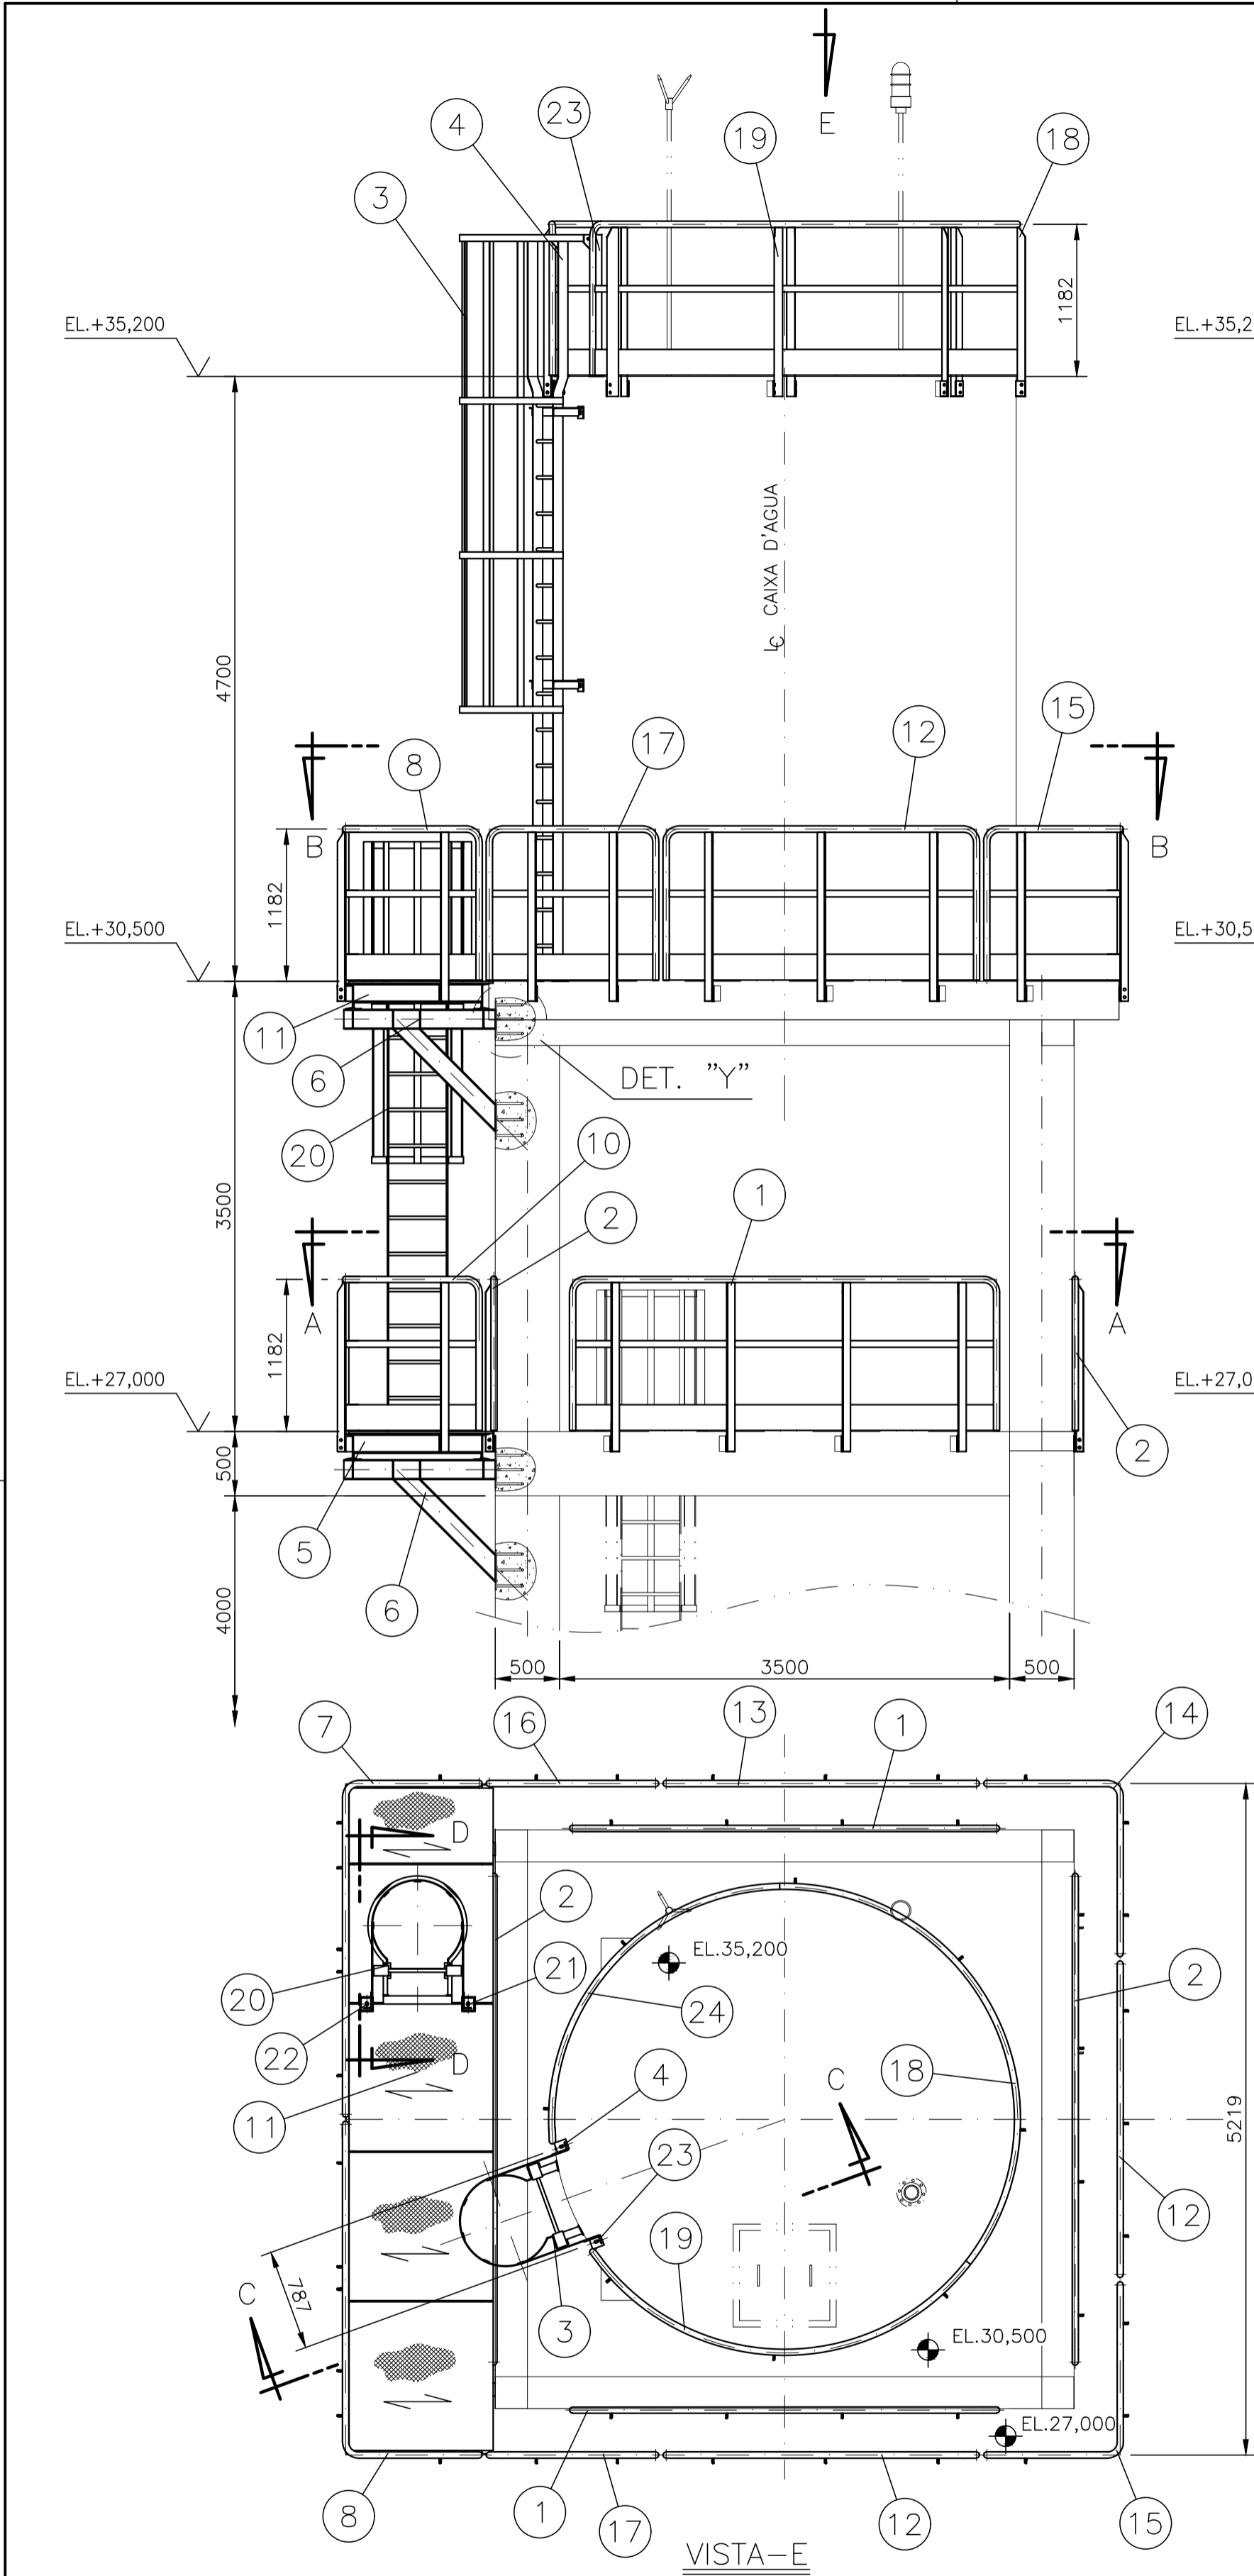 E
23
4
19
18
3
1182
EL.+35,200
EL.+35,2
℄ CAIXA D'AGUA
4700
15
12
17
8
B
B
1182
EL.+30,500
EL.+30,5
11
6
DET. "Y"
20
10
3500
1
2
A
A
1182
EL.+27,000
EL.+27,0
2
500
5
6
4000
500
3500
500
7
16
13
1
14
D
2
EL.35,200
2
20
21
24
22
D
4
C
18
11
23
5219
12
19
787
C
3
EL.30,500
EL.27,000
8
1
17
12
15
VISTA-E